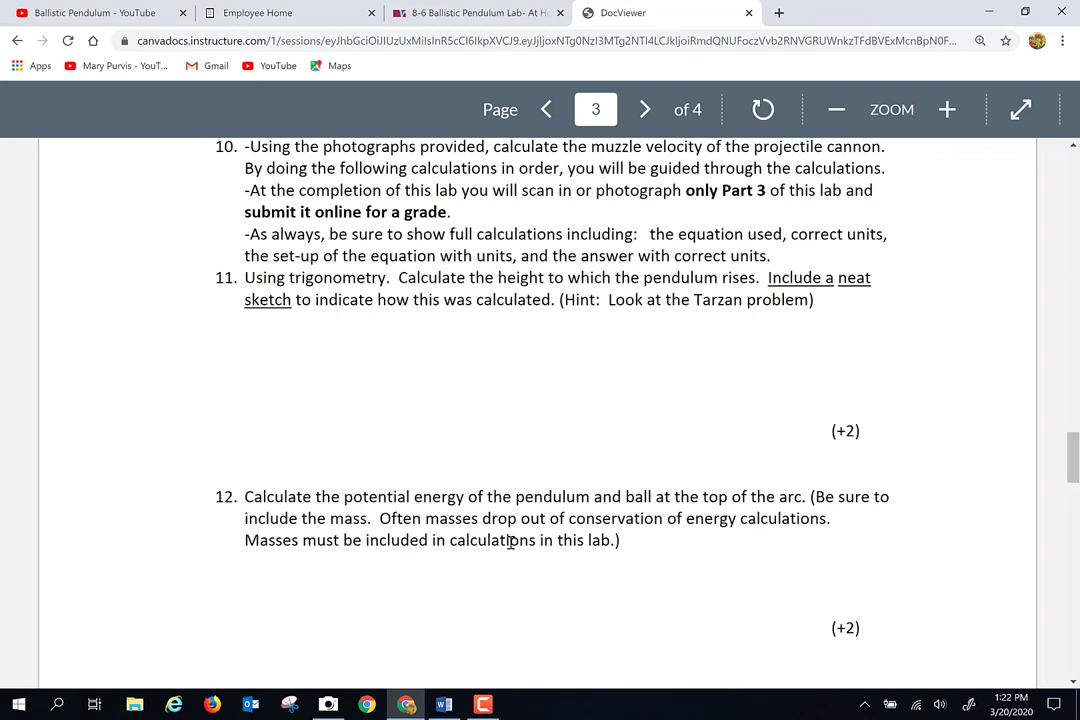 Ballistic Pendulum - YouTube
Employee Home
8-6 Ballistic Pendulum Lab- At H
DocViewer
canvadocs.instructure.com
Apps
Mary Purvis - YouT...
Gmail
YouTube
Maps
Page 3 of 4
ZOOM
10. -Using the photographs provided, calculate the muzzle velocity of the projectile cannon.
By doing the following calculations in order, you will be guided through the calculations.
-At the completion of this lab you will scan in or photograph only Part 3 of this lab and
submit it online for a grade.
-As always, be sure to show full calculations including: the equation used, correct units,
the set-up of the equation with units, and the answer with correct units.
11. Using trigonometry. Calculate the height to which the pendulum rises. Include a neat
sketch to indicate how this was calculated. (Hint: Look at the Tarzan problem)
(+2)
12. Calculate the potential energy of the pendulum and ball at the top of the arc. (Be sure to
include the mass. Often masses drop out of conservation of energy calculations.
Masses must be included in calculations in this lab.)
(+2)
1:22 PM
3/20/2020